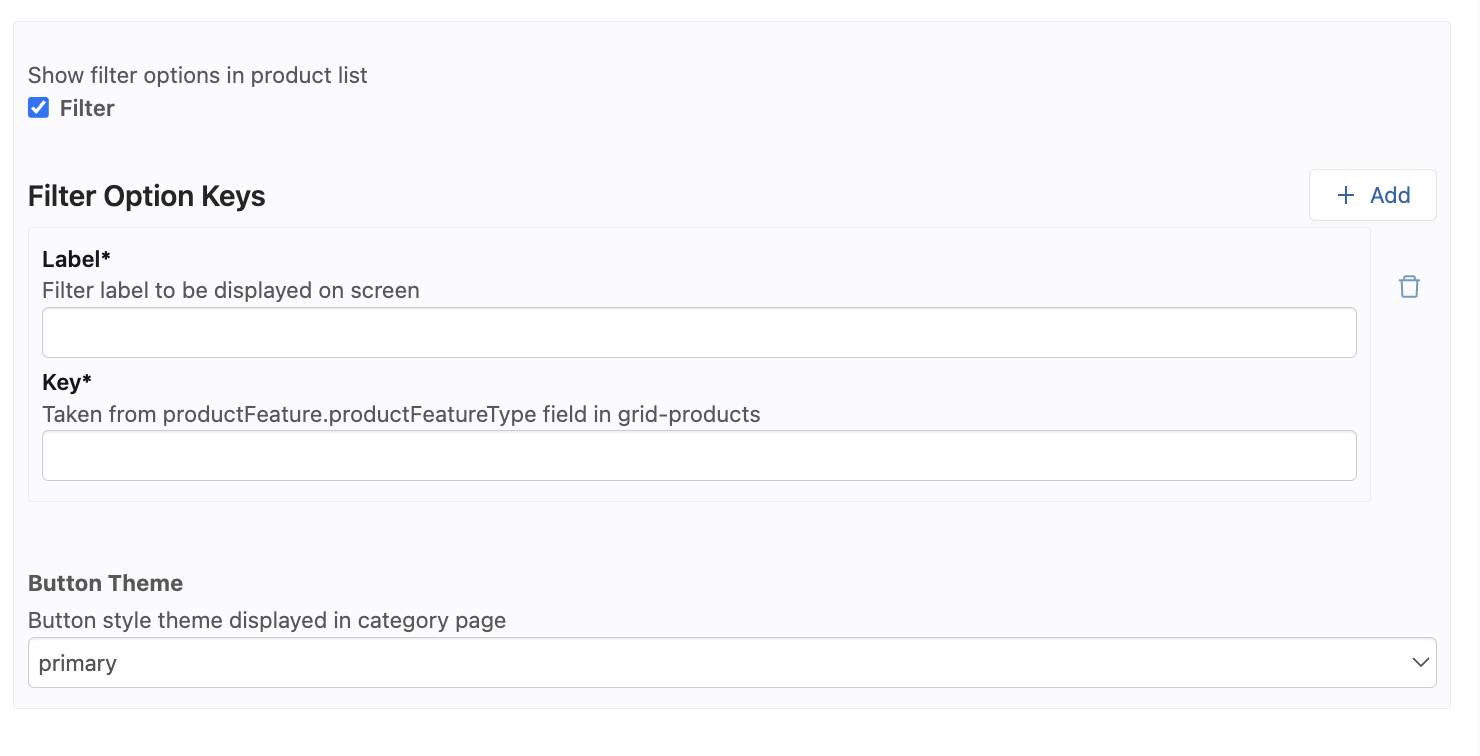 Show filter options in product list
Filter
Filter Option Keys
Add
Label*
Filter label to be displayed on screen
Key*
Taken from productFeature.productFeatureType field in grid-products
Button Theme
Button style theme displayed in category page
primary